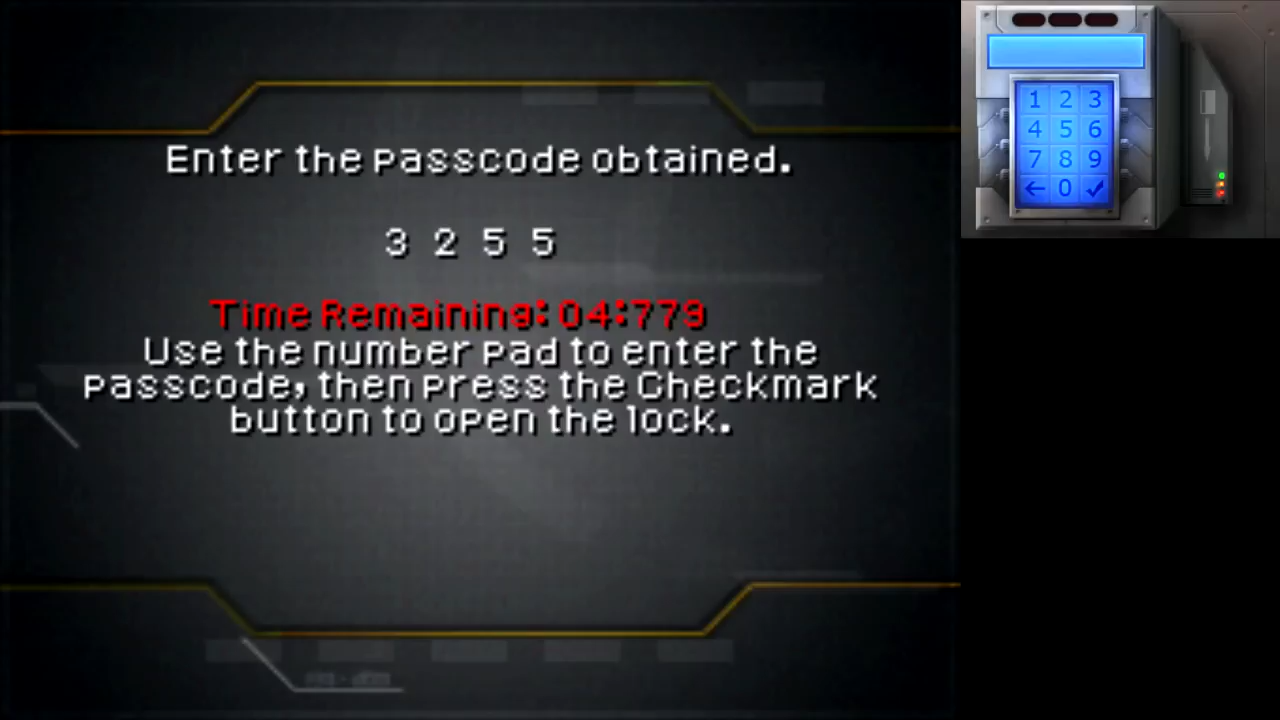 Enter the passcode obtained.
3 2 5 5
Time Remaining: 04:779
Use the number pad to enter the
passcode, then press the Checkmark
button to open the lock.
1 2 3
4 5 6
7 8 9
← 0 ✓